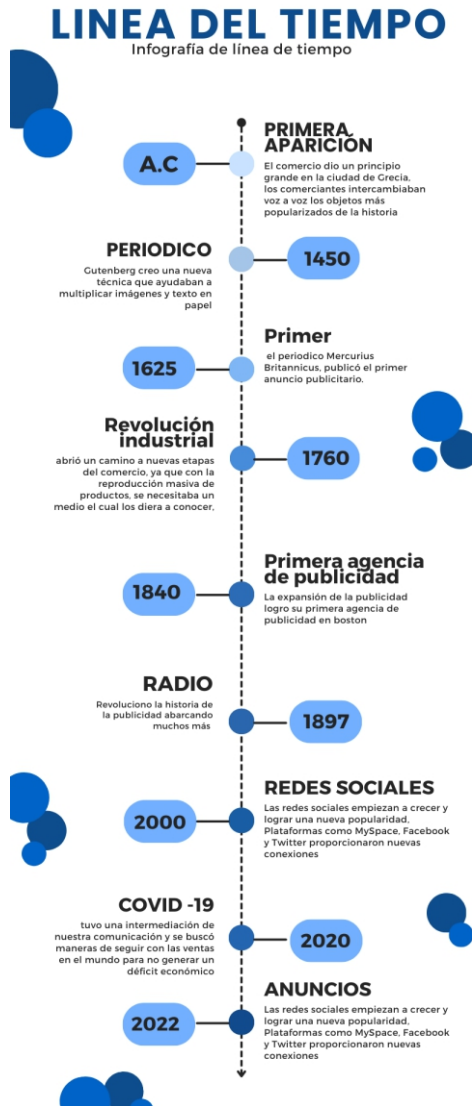 LINEA DEL TIEMPO
Infografía de línea de tiempo
A.C
PRIMERA
APARICIÓN
El comercio dio un principio
grande en la ciudad de Grecia,
los comerciantes intercambiaban
voz a voz los objetos más
popularizados de la historia
PERIODICO
Gutenberg creo una nueva
técnica que ayudaban a
multiplicar imágenes y texto en
papel
1450
Primer
el periodico Mercurius
Britannicus, publicó el primer
anuncio publicitario.
1625
Revolución
industrial
abrió un camino a nuevas etapas
del comercio, ya que con la
reproducción masiva de
productos, se necesitaba un
medio el cual los diera a conocer,
1760
Primera agencia
de publicidad
La expansión de la publicidad
logro su primera agencia de
publicidad en boston
1840
RADIO
Revoluciono la historia de
la publicidad abarcando
muchos más
1897
REDES SOCIALES
Las redes sociales empiezan a crecer y
lograr una nueva popularidad,
Plataformas como MySpace, Facebook
y Twitter proporcionaron nuevas
conexiones
2000
COVID -19
tuvo una intermediación de
nuestra comunicación y se buscó
maneras de seguir con las ventas
en el mundo para no generar un
déficit económico
2020
ANUNCIOS
Las redes sociales empiezan a crecer y
lograr una nueva popularidad,
Plataformas como MySpace, Facebook
y Twitter proporcionaron nuevas
conexiones
2022